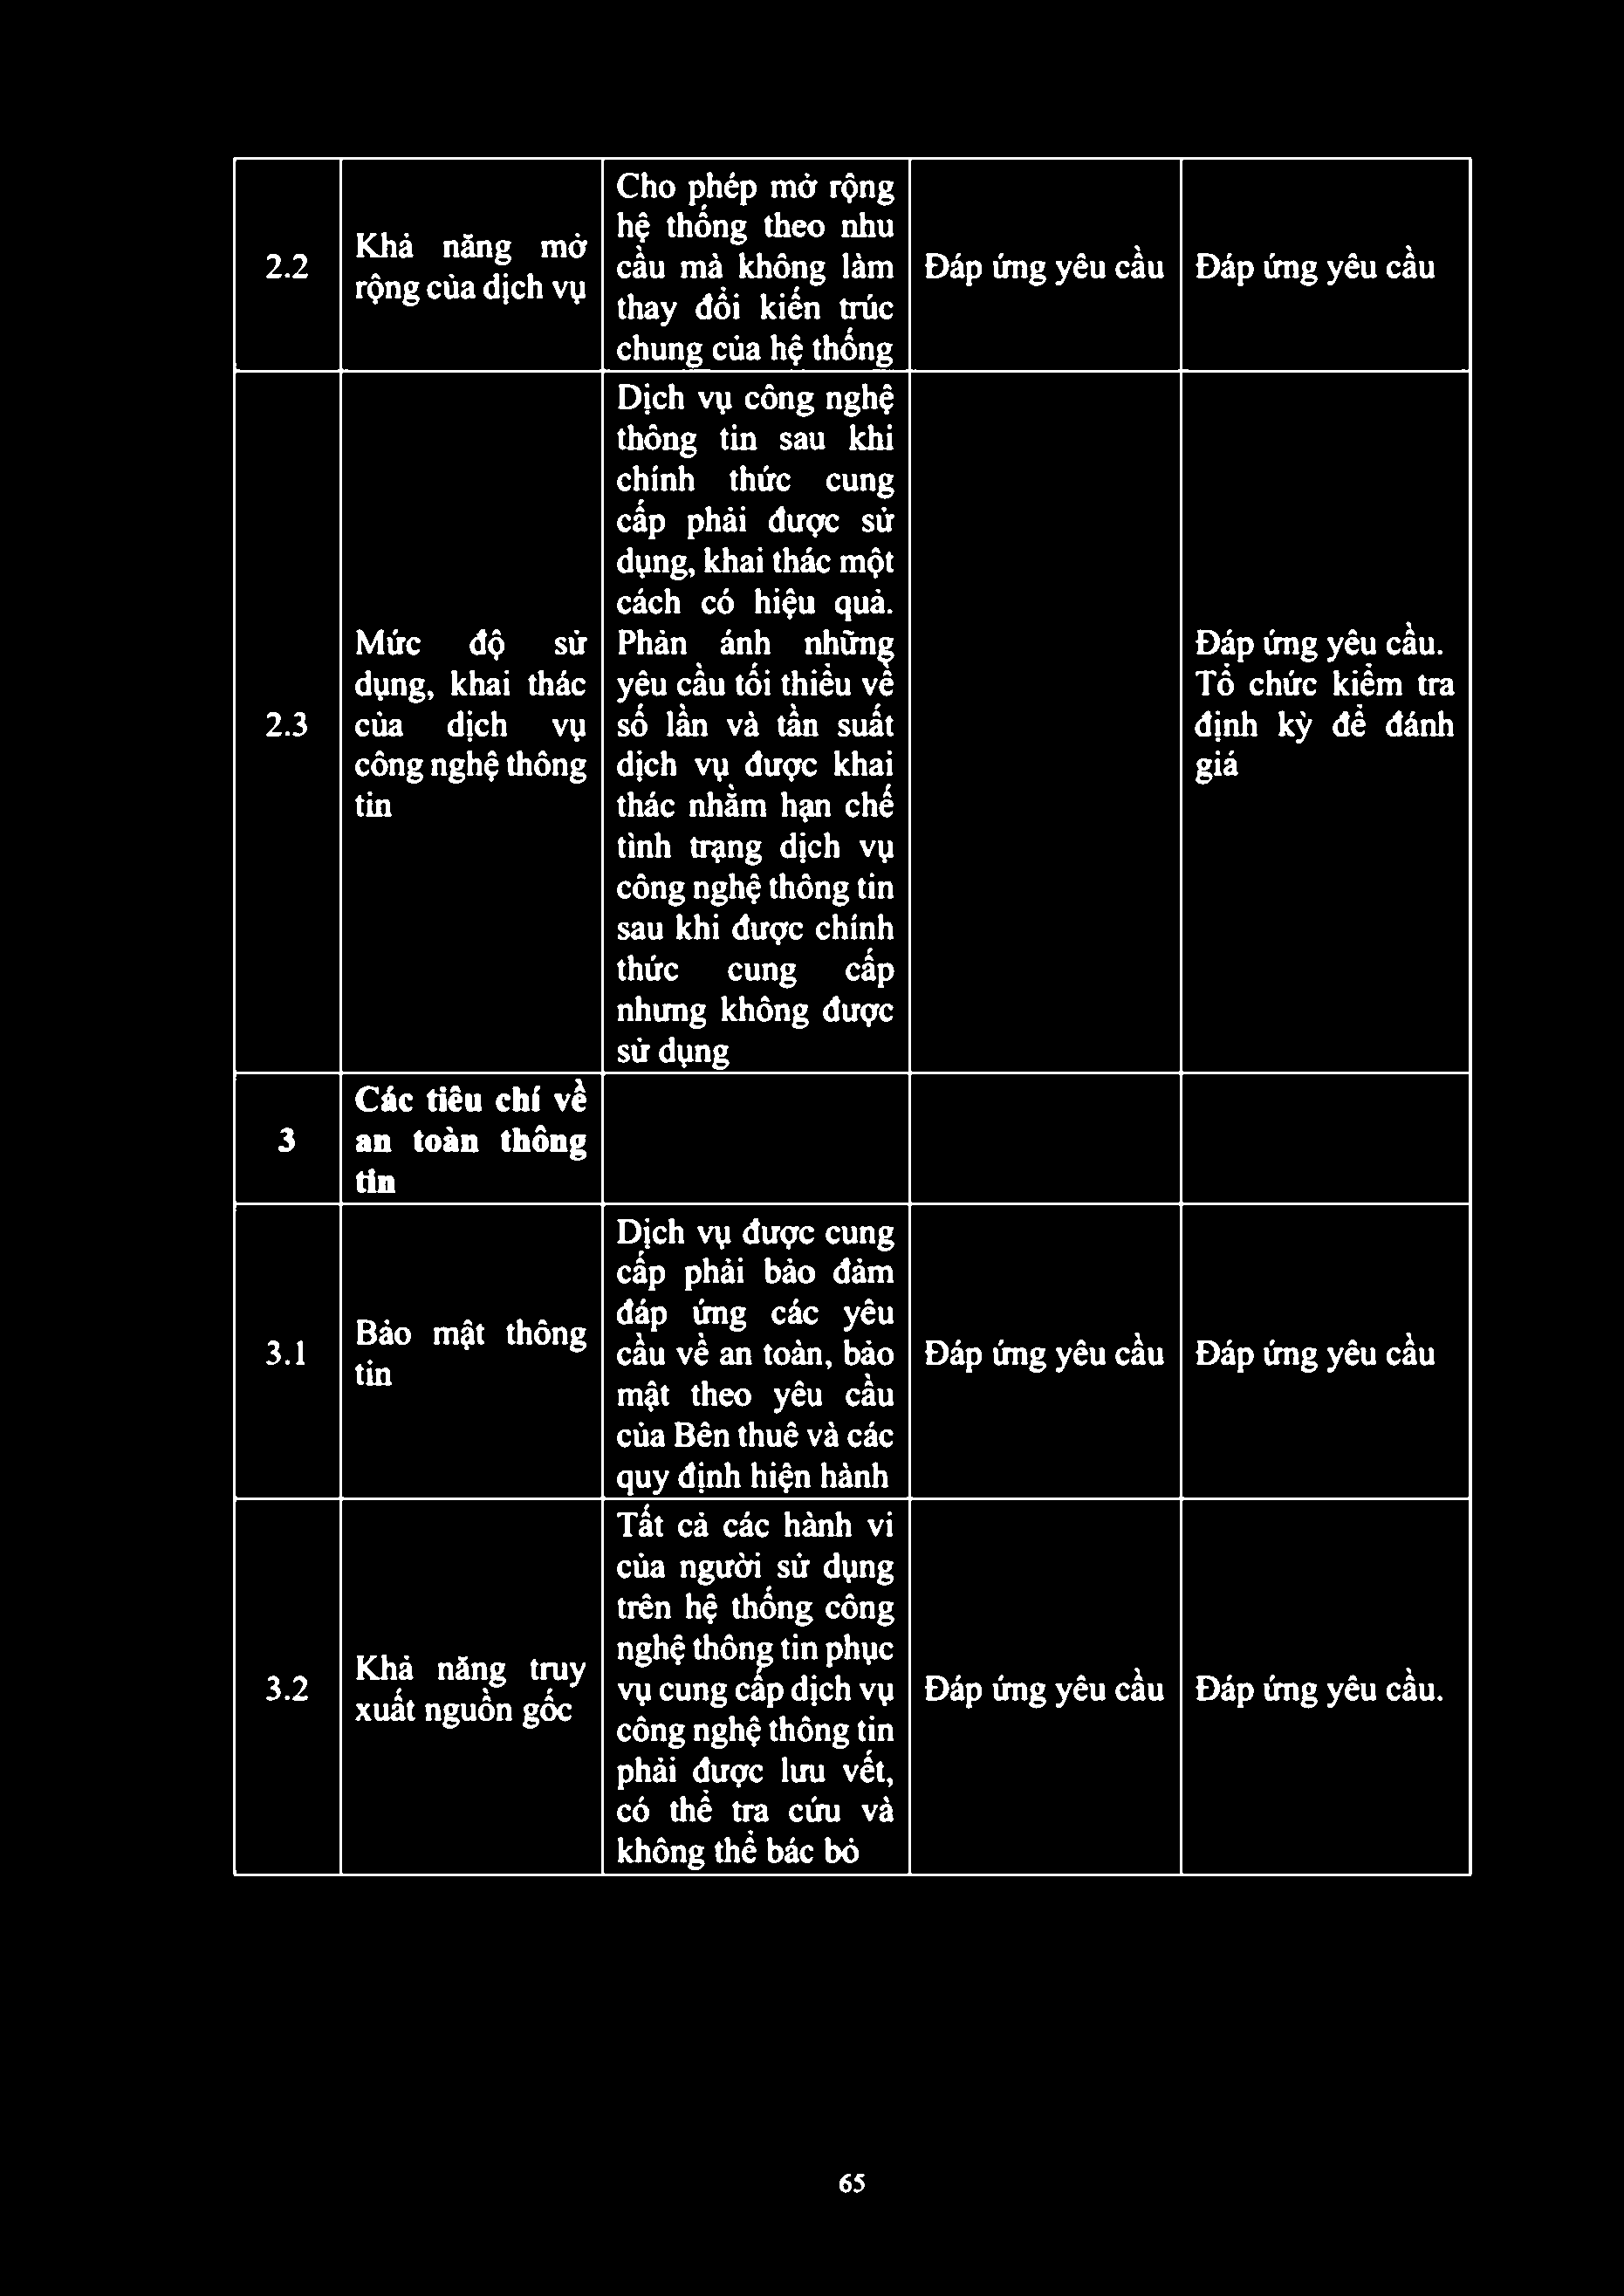 2.2
Khả năng mở
rộng của dịch vụ
Cho phép mở rộng
hệ thống theo nhu
cầu mà không làm
thay đổi kiến trúc
chung của hệ thống
Đáp ứng yêu cầu
Đáp ứng yêu cầu
2.3
Mức độ sử
dụng, khai thác
của dịch vụ
công nghệ thông
tin
Dịch vụ công nghệ
thông tin sau khi
chính thức cung
cấp phải được sử
dụng, khai thác một
cách có hiệu quả.
Phản ánh những
yêu cầu tối thiểu về
số lần và tần suất
dịch vụ được khai
thác nhằm hạn chế
tình trạng dịch vụ
công nghệ thông tin
sau khi được chính
thức cung cấp
nhưng không được
sử dụng
Đáp ứng yêu cầu.
Tổ chức kiểm tra
định kỳ để đánh
giá
3
Các tiêu chí về
an toàn thông
tin
3.1
Bảo mật thông
tin
Dịch vụ được cung
cấp phải bảo đảm
đáp ứng các yêu
cầu về an toàn, bảo
mật theo yêu cầu
của Bên thuê và các
quy định hiện hành
Đáp ứng yêu cầu
Đáp ứng yêu cầu
3.2
Khả năng truy
xuất nguồn gốc
Tất cả các hành vi
của người sử dụng
trên hệ thống công
nghệ thông tin phục
vụ cung cấp dịch vụ
công nghệ thông tin
phải được lưu vết,
có thể tra cứu và
không thể bác bỏ
Đáp ứng yêu cầu
Đáp ứng yêu cầu.
65